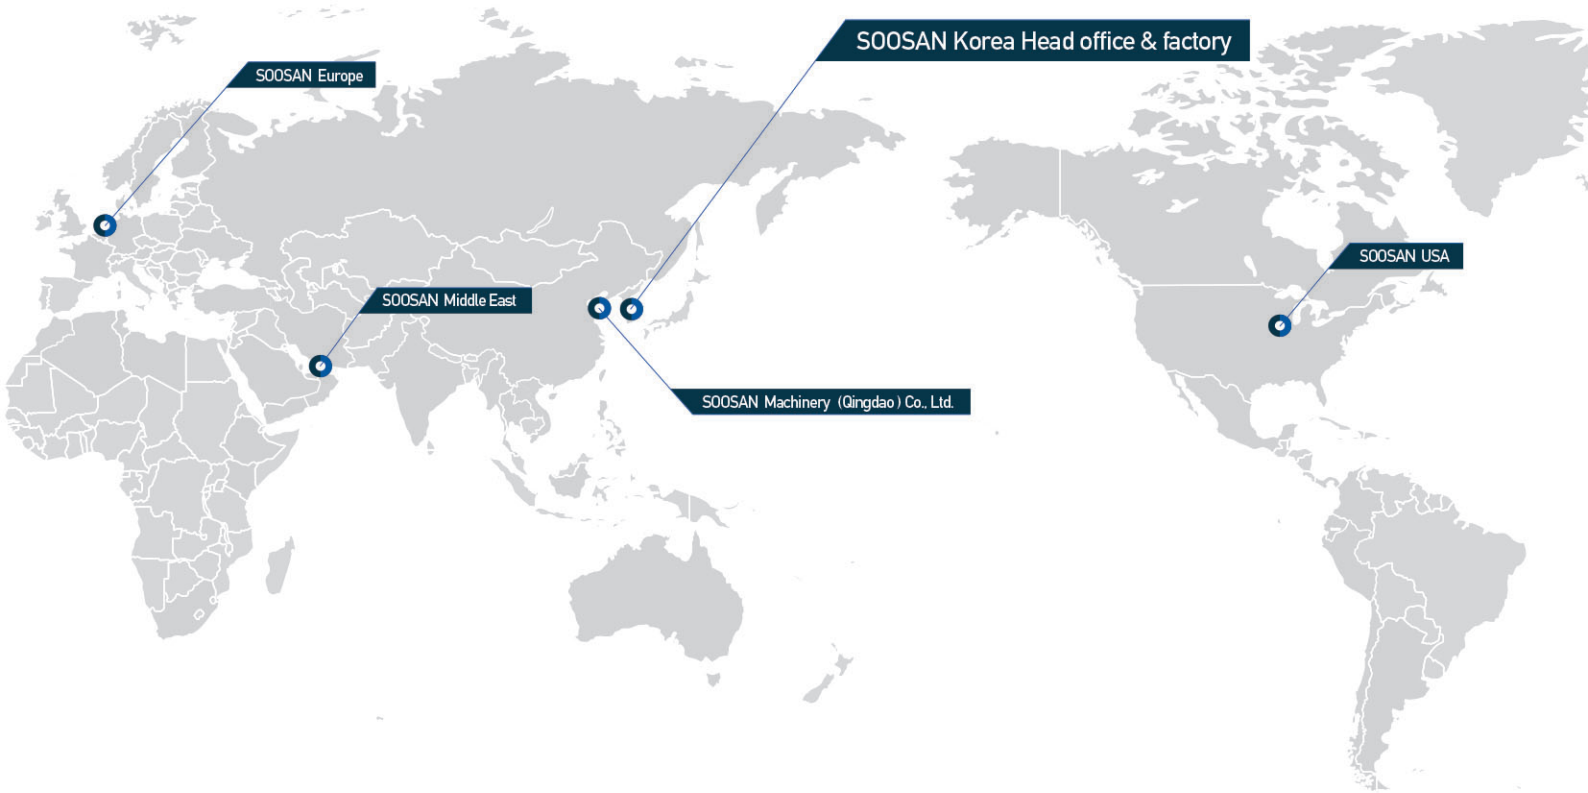 SOOSAN Korea Head office & factory
SOOSAN Europe
SOOSAN USA
SOOSAN Middle East
SOOSAN Machinery (Qingdao) Co., Ltd.